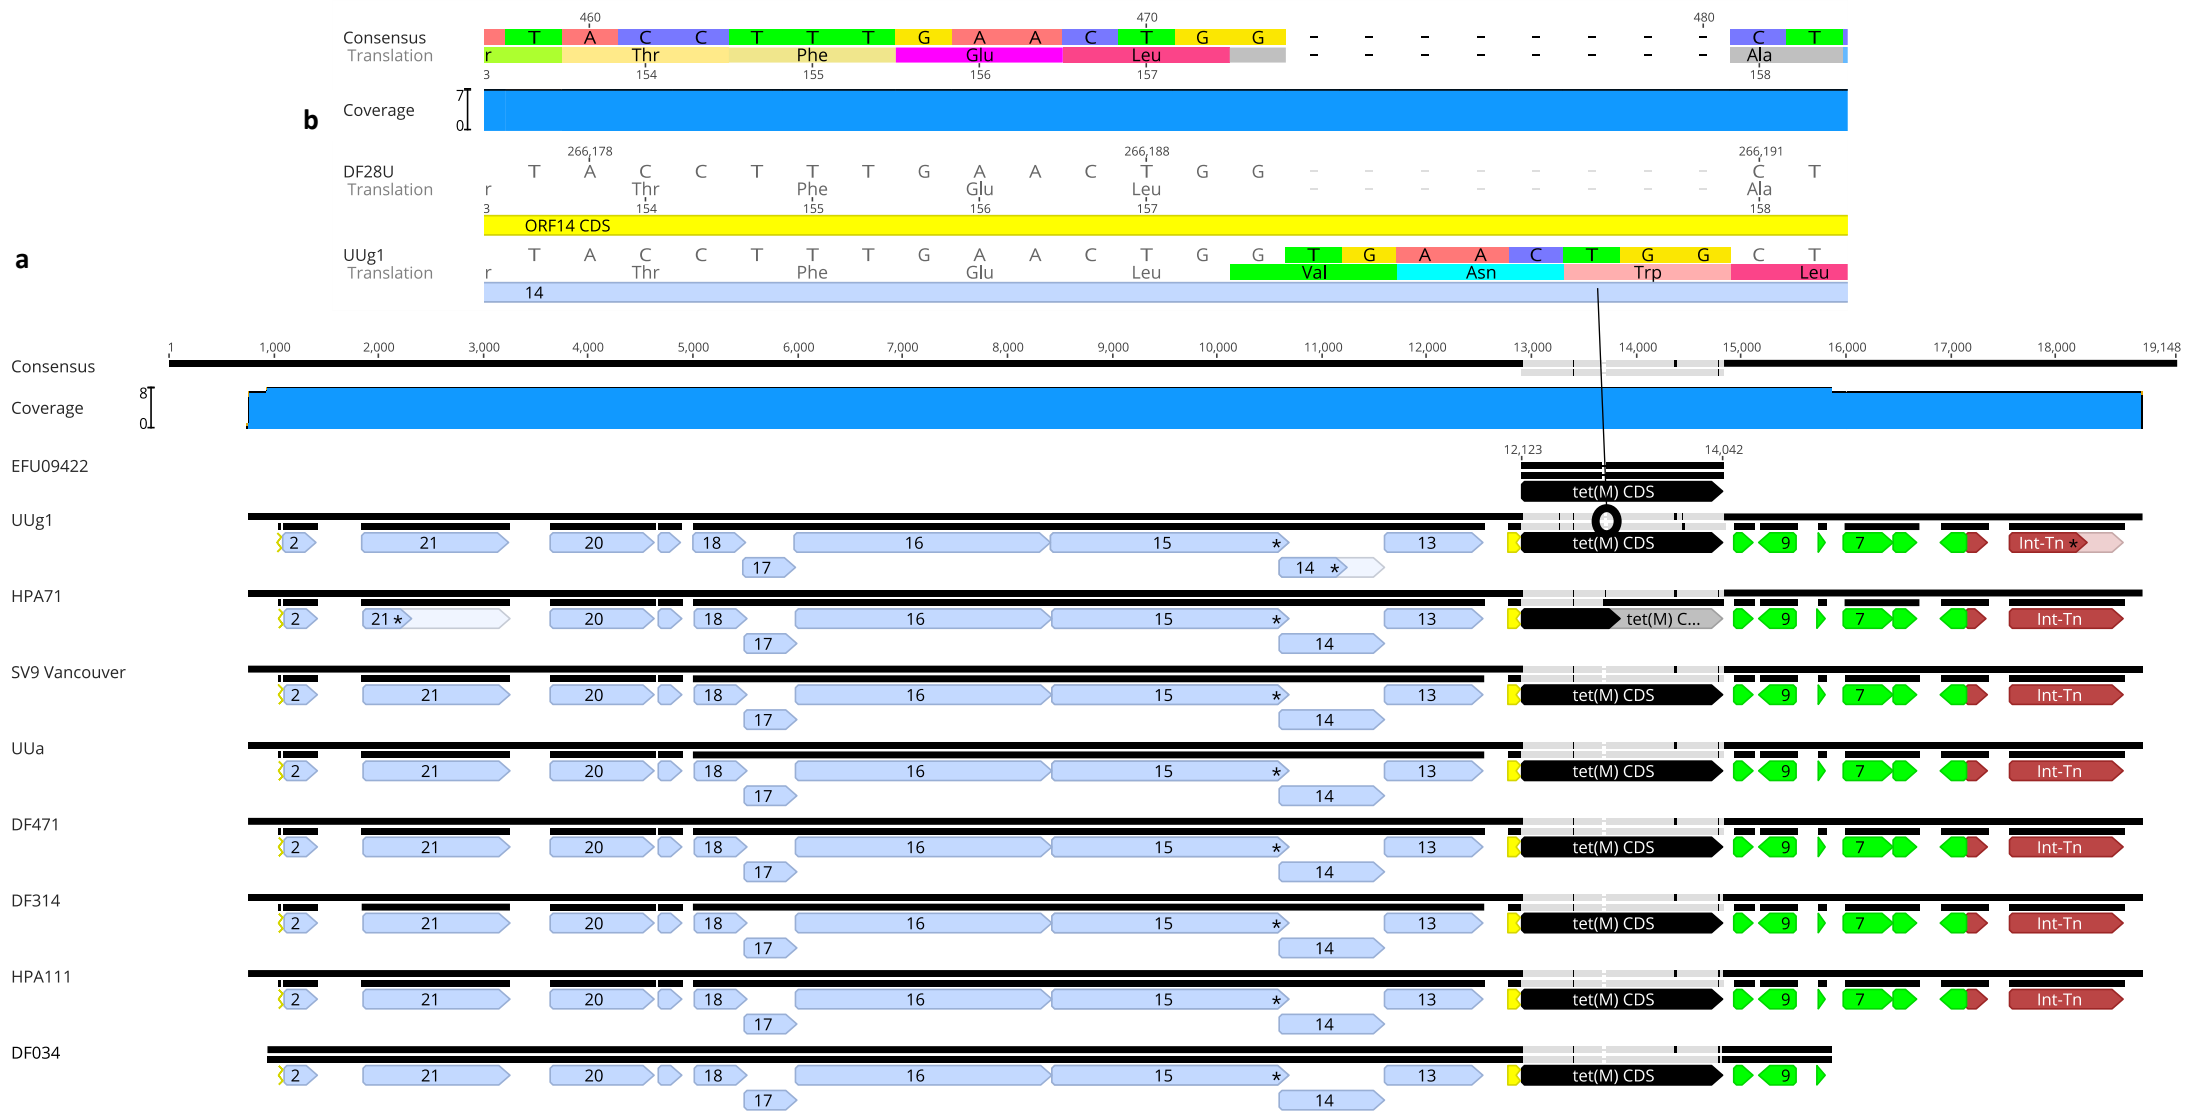 460 470 480
Consensus T A C C T T T G A A C T G G - - - - - - - - C T
Translation r Thr Phe Glu Leu - - - - - - - - Ala
3 154 155 156 157 158
b Coverage 7 0
266,178 266,188 266,191
DF28U T A C C T T T G A A C T G G - - - - - - - - C T
Translation r Thr Phe Glu Leu - - - - - - - - Ala
3 154 155 156 157 158
ORF14 CDS
a UUg1 T A C C T T T G A A C T G G T G A A C T G G C T
Translation r Thr Phe Glu Leu Val Asn Trp Leu
14
1 1,000 2,000 3,000 4,000 5,000 6,000 7,000 8,000 9,000 10,000 11,000 12,000 13,000 14,000 15,000 16,000 17,000 18,000 19,148
Consensus
Coverage 8 0
12,123 14,042
EFU09422
tet(M) CDS
UUg1
2 21 20 18 16 15 * 13 tet(M) CDS 9 7 Int-Tn *
17 14 *
HPA71
2 21 * 20 18 16 15 * 13 tet(M) C... 9 7 Int-Tn
17 14
SV9 Vancouver
2 21 20 18 16 15 * 13 tet(M) CDS 9 7 Int-Tn
17 14
UUa
2 21 20 18 16 15 * 13 tet(M) CDS 9 7 Int-Tn
17 14
DF471
2 21 20 18 16 15 * 13 tet(M) CDS 9 7 Int-Tn
17 14
DF314
2 21 20 18 16 15 * 13 tet(M) CDS 9 7 Int-Tn
17 14
HPA111
2 21 20 18 16 15 * 13 tet(M) CDS 9 7 Int-Tn
17 14
DF034
2 21 20 18 16 15 * 13 tet(M) CDS 9
17 14